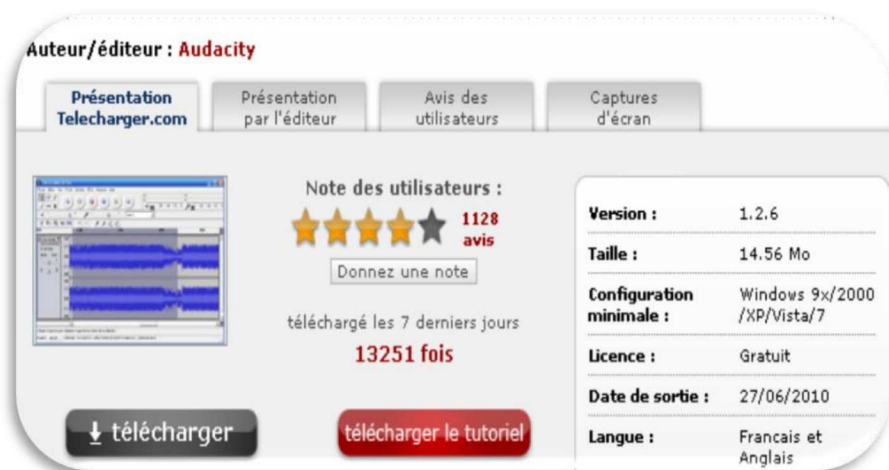 Auteur/éditeur : Audacity
Présentation Telecharger.com
Présentation par l'éditeur
Avis des utilisateurs
Captures d'écran
Note des utilisateurs :
1128 avis
Donnez une note
téléchargé les 7 derniers jours
13251 fois
télécharger
télécharger le tutoriel
Version : 1.2.6
Taille : 14.56 Mo
Configuration minimale : Windows 9x/2000 /XP/Vista/7
Licence : Gratuit
Date de sortie : 27/06/2010
Langue : Francais et Anglais